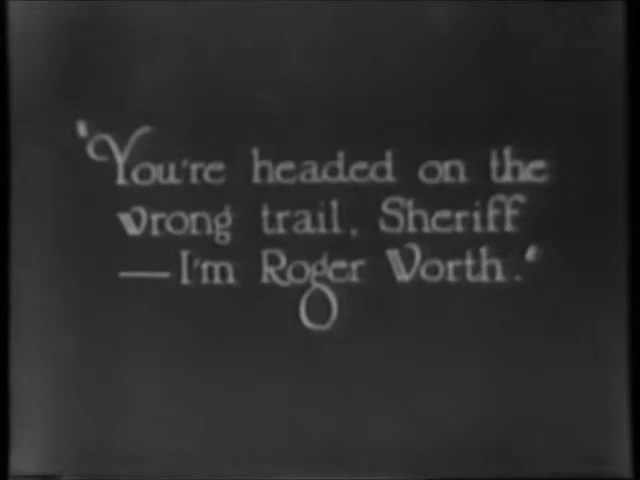 "You're headed on the
wrong trail, Sheriff
—I'm Roger Worth."